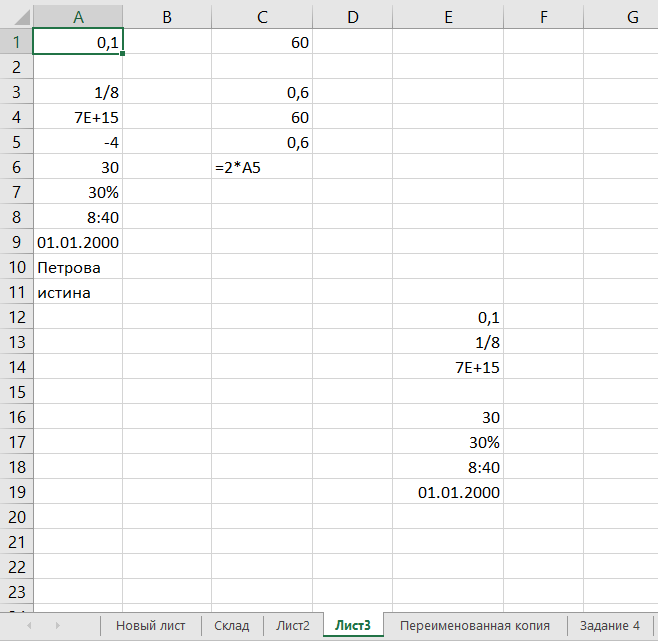 A B C D E F G
1 0,1 60
2
3 1/8 0,6
4 7E+15 60
5 -4 0,6
6 30 =2*A5
7 30%
8 8:40
9 01.01.2000
10 Петрова
11 истина
12 0,1
13 1/8
14 7E+15
15
16 30
17 30%
18 8:40
19 01.01.2000
20
21
22
23
Новый лист Склад Лист2 Лист3 Переименованная копия Задание 4